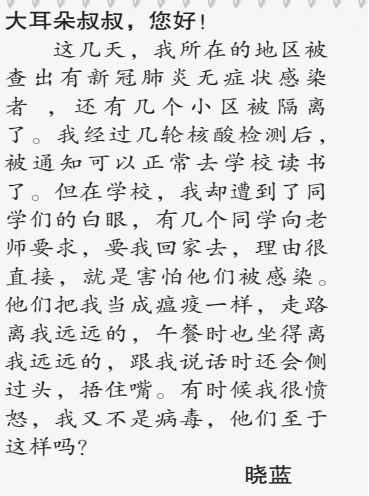 大耳朵叔叔，您好！
这几天，我所在的地区被
查出有新冠肺炎无症状感染
者，还有几个小区被隔离
了。我经过几轮核酸检测后，
被通知可以正常去学校读书
了。但在学校，我却遭到了同
学们的白眼，有几个同学向老
师要求，要我回家去，理由很
直接，就是害怕他们被感染。
他们把我当成瘟疫一样，走路
离我远远的，午餐时也坐得离
我远远的，跟我说话时还会侧
过头，捂住嘴。有时候我很愤
怒，我又不是病毒，他们至于
这样吗？
晓蓝